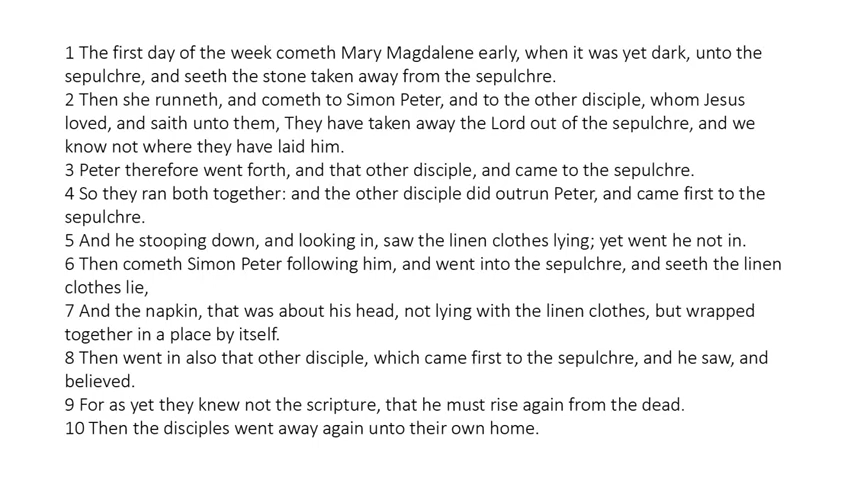 1 The first day of the week cometh Mary Magdalene early, when it was yet dark, unto the
sepulchre, and seeth the stone taken away from the sepulchre.
2 Then she runneth, and cometh to Simon Peter, and to the other disciple, whom Jesus
loved, and saith unto them, They have taken away the Lord out of the sepulchre, and we
know not where they have laid him.
3 Peter therefore went forth, and that other disciple, and came to the sepulchre.
4 So they ran both together: and the other disciple did outrun Peter, and came first to the
sepulchre.
5 And he stooping down, and looking in, saw the linen clothes lying; yet went he not in.
6 Then cometh Simon Peter following him, and went into the sepulchre, and seeth the linen
clothes lie,
7 And the napkin, that was about his head, not lying with the linen clothes, but wrapped
together in a place by itself.
8 Then went in also that other disciple, which came first to the sepulchre, and he saw, and
believed.
9 For as yet they knew not the scripture, that he must rise again from the dead.
10 Then the disciples went away again unto their own home.